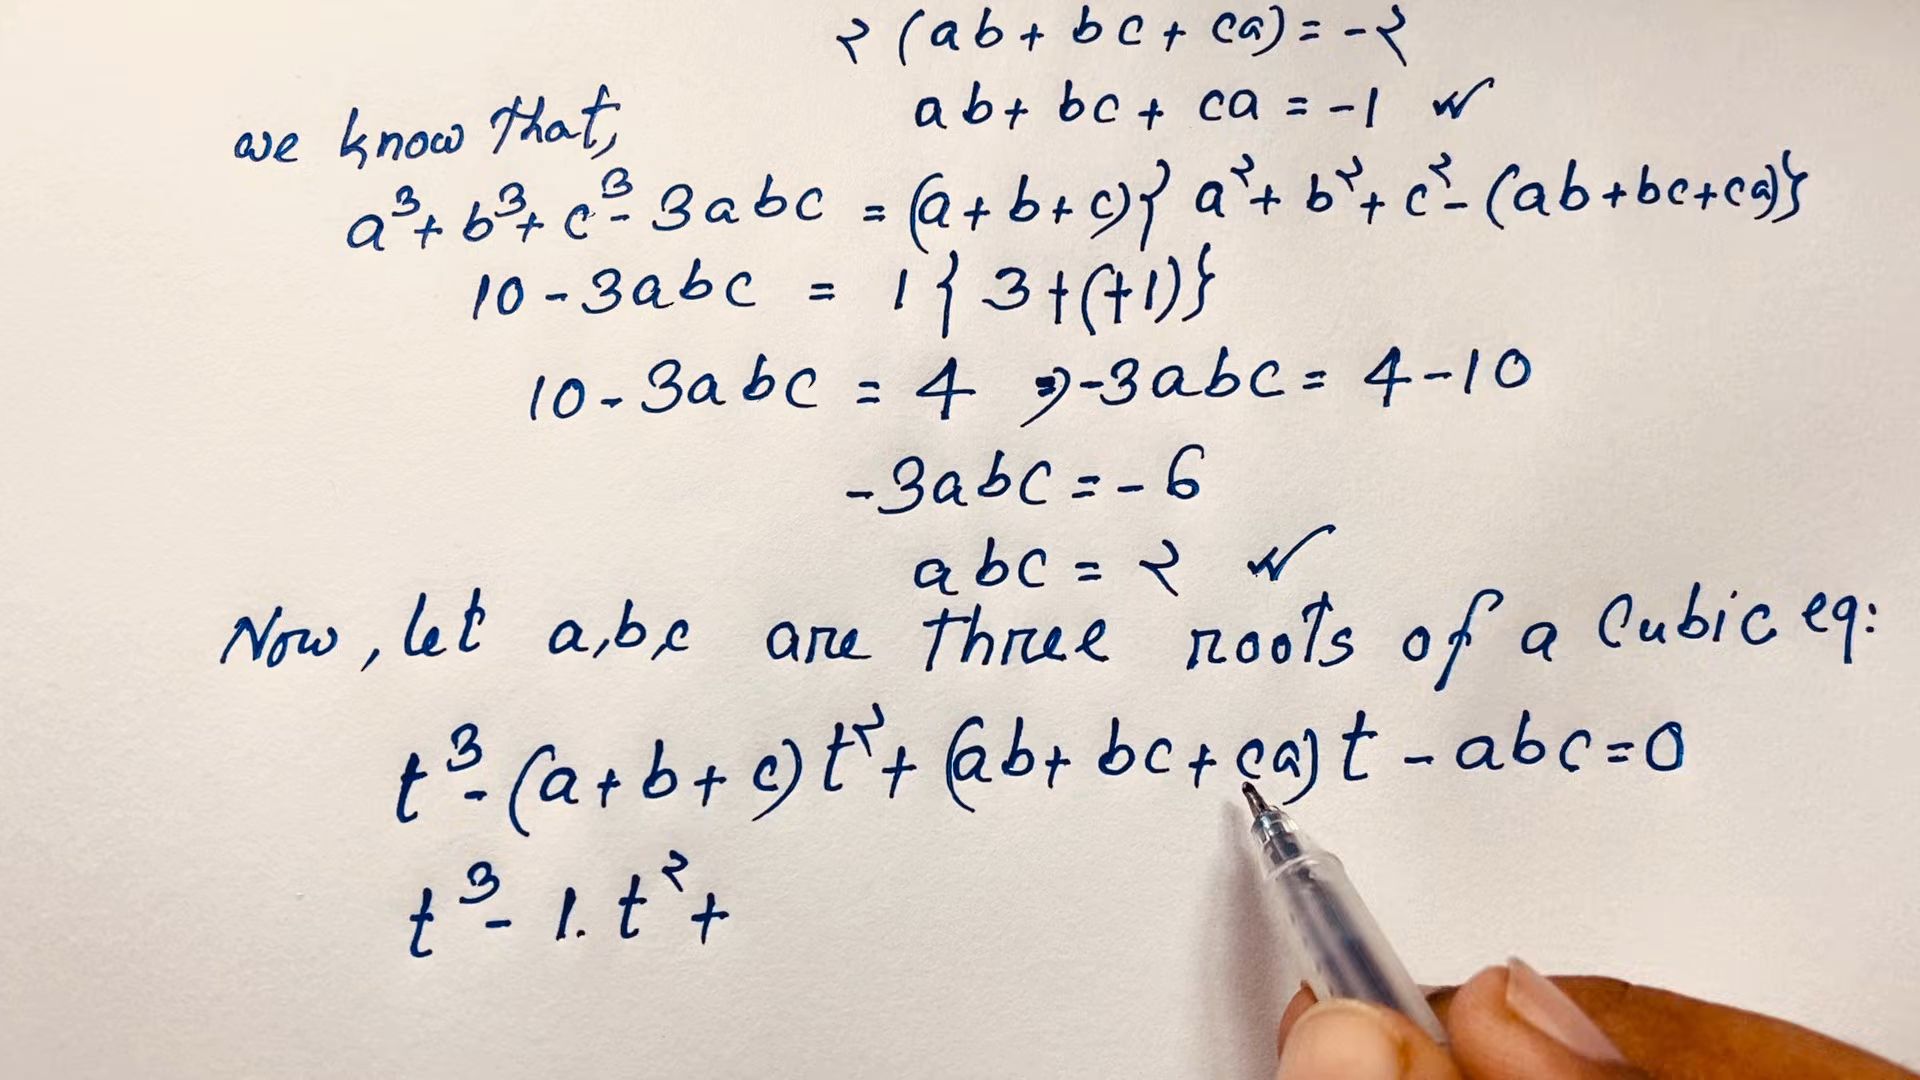 2 (ab + bc + ca) = -2
ab + bc + ca = -1 ✓
we know that,
a³ + b³ + c³ - 3abc = (a + b + c){ a² + b² + c² - (ab + bc + ca)}
10 - 3abc = 1 { 3 + (+1)}
10 - 3abc = 4 ⇒ -3abc = 4 - 10
-3abc = -6
abc = 2 ✓
Now, let a,b,c are three roots of a Cubic eq:
t³ - (a + b + c) t² + (ab + bc + ca) t - abc = 0
t³ - 1. t² +